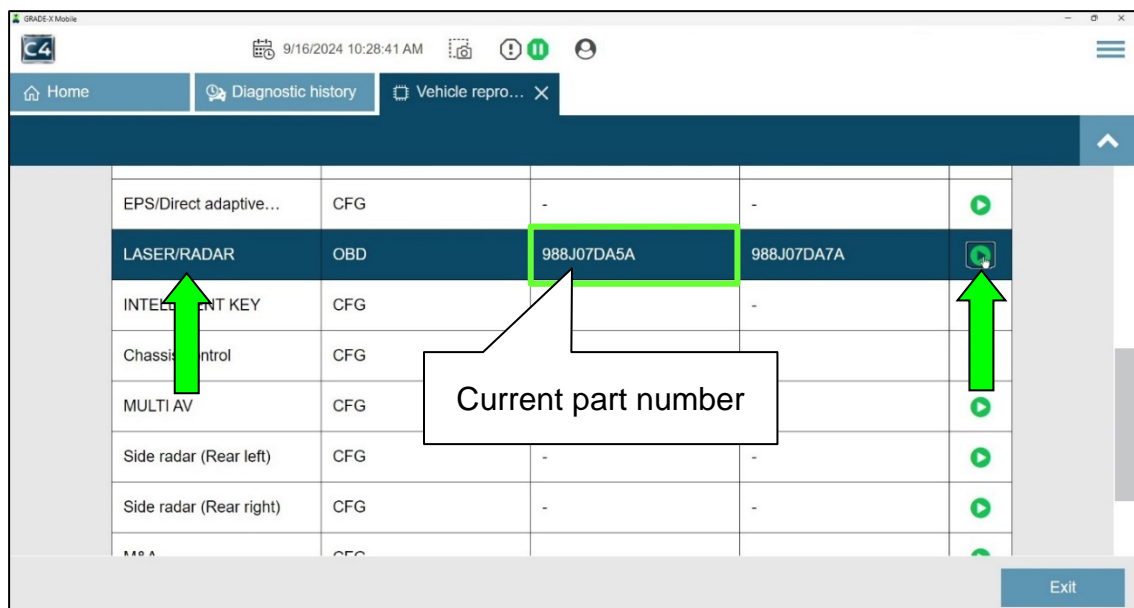 GRADE-X Mobile
C4
9/16/2024 10:28:41 AM
Home
Diagnostic history
Vehicle repro…
EPS/Direct adaptive… CFG - -
LASER/RADAR OBD 988J07DA5A 988J07DA7A
KEY CFG -
Chassis CFG
MULTI AV CFG
Current part number
Side radar (Rear left) CFG - -
Side radar (Rear right) CFG - -
Exit